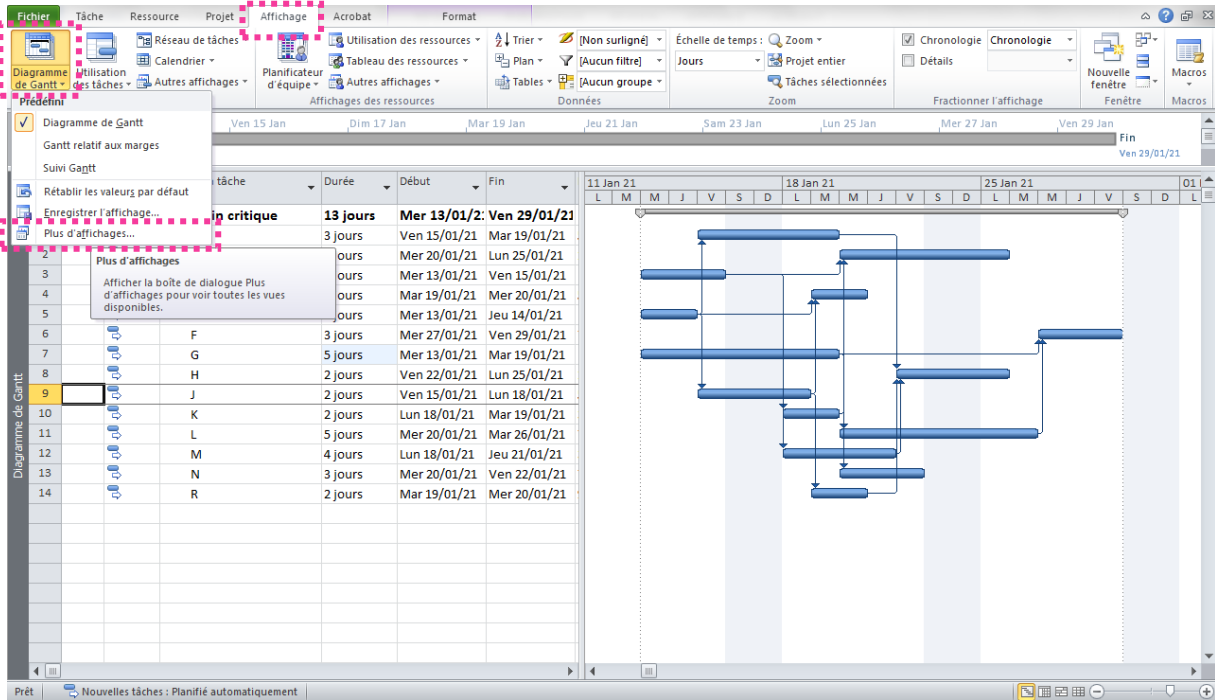 Fichier Tâche Ressource Projet Affichage Acrobat Format
Diagramme de Gantt
Utilisation des tâches
Réseau de tâches
Calendrier
Autres affichages
Planificateur d'équipe
Utilisation des ressources
Tableau des ressources
Autres affichages
Affichages des ressources
Trier
Plan
Tables
[Non surligné]
[Aucun filtre]
[Aucun groupe
Données
Échelle de temps :
Jours
Zoom
Projet entier
Tâches sélectionnées
Zoom
Chronologie Chronologie
Détails
Fractionner l'affichage
Nouvelle fenêtre
Fenêtre
Macros
Macros
Prédéfini
Diagramme de Gantt
Gantt relatif aux marges
Suivi Gantt
Rétablir les valeurs par défaut
Enregistrer l'affichage...
Plus d'affichages...
Plus d'affichages
Afficher la boîte de dialogue Plus
d'affichages pour voir toutes les vues
disponibles.
Ven 15 Jan Dim 17 Jan Mar 19 Jan Jeu 21 Jan Sam 23 Jan Lun 25 Jan Mer 27 Jan Ven 29 Jan
Fin
Ven 29/01/21
tâche Durée Début Fin
11 Jan 21 18 Jan 21 25 Jan 21 01
L M M J V S D L M M J V S D L M M J V S D L
in critique 13 jours Mer 13/01/2 Ven 29/01/21
3 jours Ven 15/01/21 Mar 19/01/21
2 ours Mer 20/01/21 Lun 25/01/21
3 ours Mer 13/01/21 Ven 15/01/21
4 ours Mar 19/01/21 Mer 20/01/21
5 ours Mer 13/01/21 Jeu 14/01/21
6 F 3 jours Mer 27/01/21 Ven 29/01/21
7 G 5 jours Mer 13/01/21 Mar 19/01/21
8 H 2 jours Ven 22/01/21 Lun 25/01/21
9 J 2 jours Ven 15/01/21 Lun 18/01/21
10 K 2 jours Lun 18/01/21 Mar 19/01/21
11 L 5 jours Mer 20/01/21 Mar 26/01/21
12 M 4 jours Lun 18/01/21 Jeu 21/01/21
13 N 3 jours Mer 20/01/21 Ven 22/01/21
14 R 2 jours Mar 19/01/21 Mer 20/01/21
Diagramme de Gantt
Prêt Nouvelles tâches : Planifié automatiquement